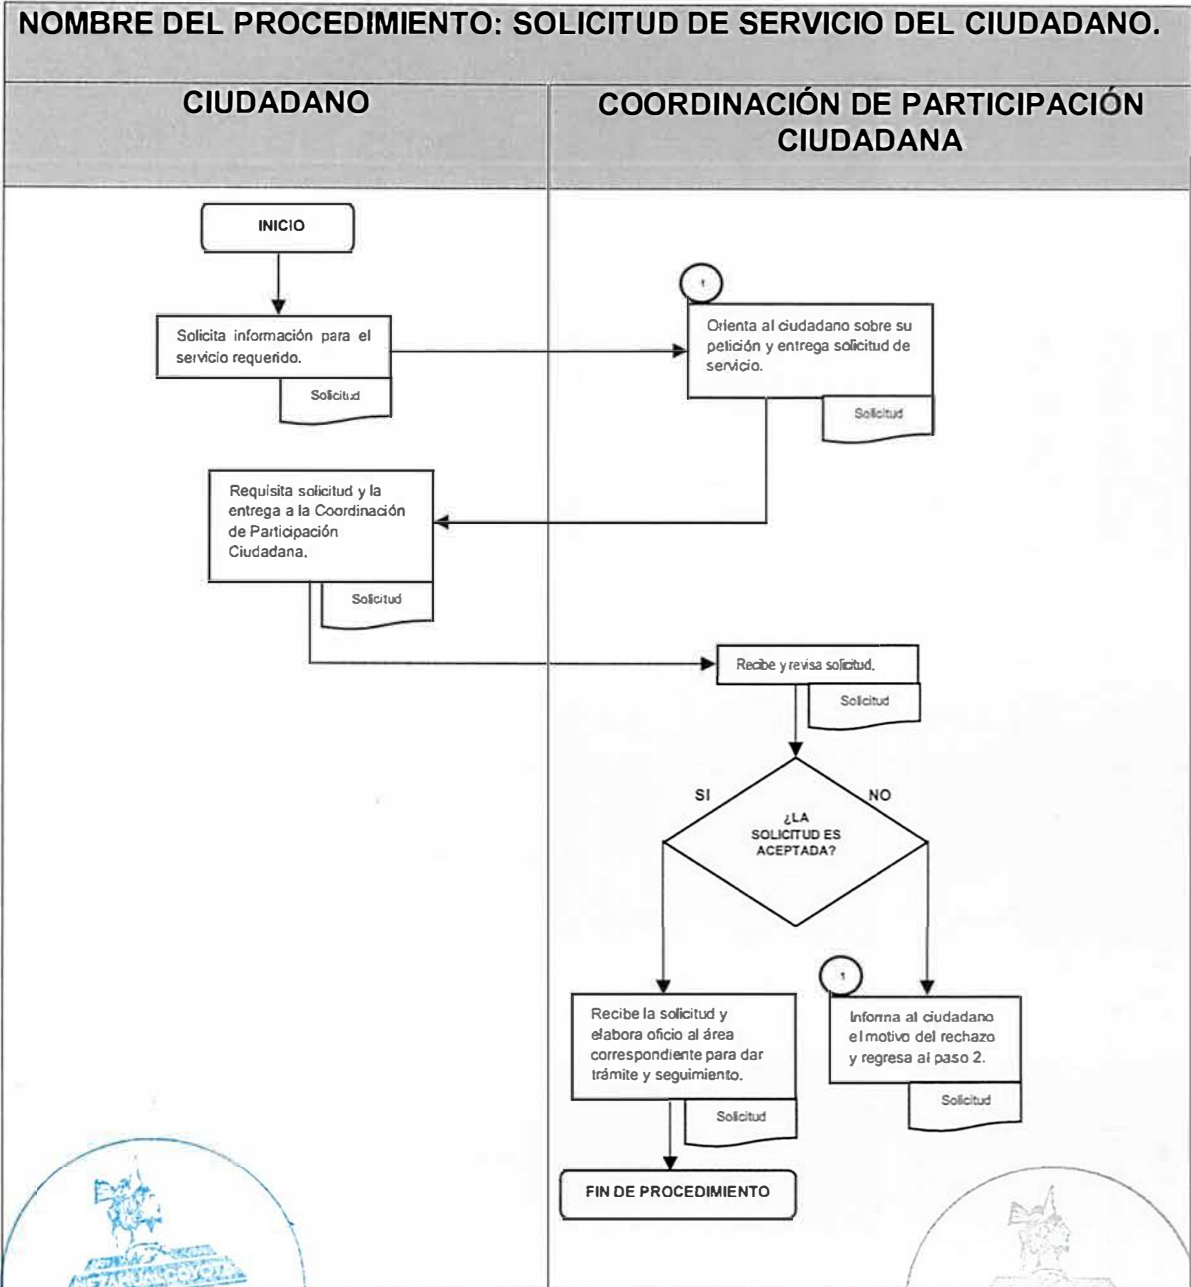 NOMBRE DEL PROCEDIMIENTO: SOLICITUD DE SERVICIO DEL CIUDADANO.
CIUDADANO
COORDINACIÓN DE PARTICIPACIÓN
CIUDADANA
INICIO
1
Solicita información para el
servicio requerido.
Solicitud
Orienta al ciudadano sobre su
petición y entrega solicitud de
servicio.
Solicitud
Requisita solicitud y la
entrega a la Coordinación
de Participación
Ciudadana.
Solicitud
Recibe y revisa solicitud.
Solicitud
SI
NO
¿LA
SOLICITUD ES
ACEPTADA?
1
Recibe la solicitud y
elabora oficio al área
correspondiente para dar
trámite y seguimiento.
Solicitud
Informa al ciudadano
el motivo del rechazo
y regresa al paso 2.
Solicitud
FIN DE PROCEDIMIENTO